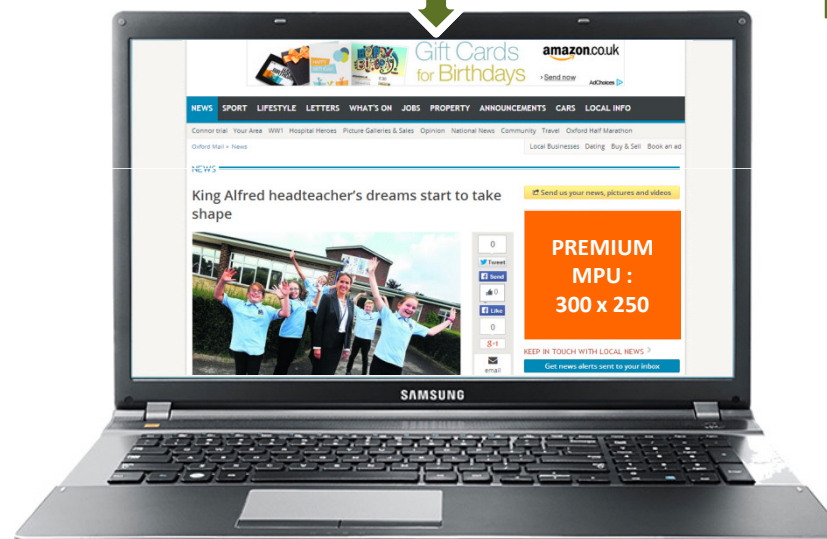 Gift Cards
for Birthdays
amazon.co.uk
Send now
AdChoices
NEWS SPORT LIFESTYLE LETTERS WHAT'S ON JOBS PROPERTY ANNOUNCEMENTS CARS LOCAL INFO
Connor trial Your Area WW1 Hospital Heroes Picture Galleries & Sales Opinion National News Community Travel Oxford Half Marathon
Oxford Mail > News
Local Businesses Dating Buy & Sell Book an ad
NEWS
King Alfred headteacher's dreams start to take
shape
Send us your news, pictures and videos
0
Tweet
Send
0
Like
0
g+1
email
PREMIUM
MPU :
300 x 250
KEEP IN TOUCH WITH LOCAL NEWS >
Get news alerts sent to your inbox
SAMSUNG